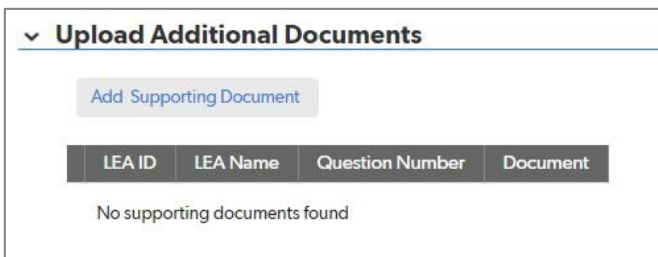 Upload Additional Documents
Add Supporting Document
LEA ID LEA Name Question Number Document
No supporting documents found